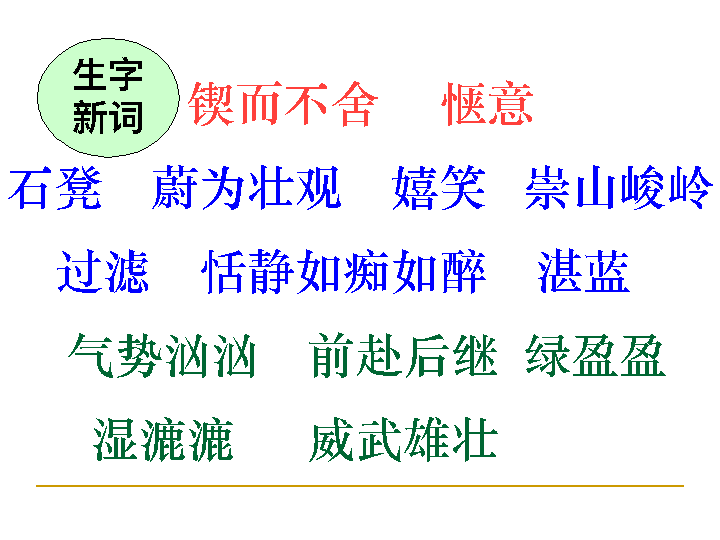 生字
新词
锲而不舍 惬意
石凳 蔚为壮观 嬉笑 崇山峻岭
过滤 恬静如痴如醉 湛蓝
气势汹汹 前赴后继 绿盈盈
湿漉漉 威武雄壮